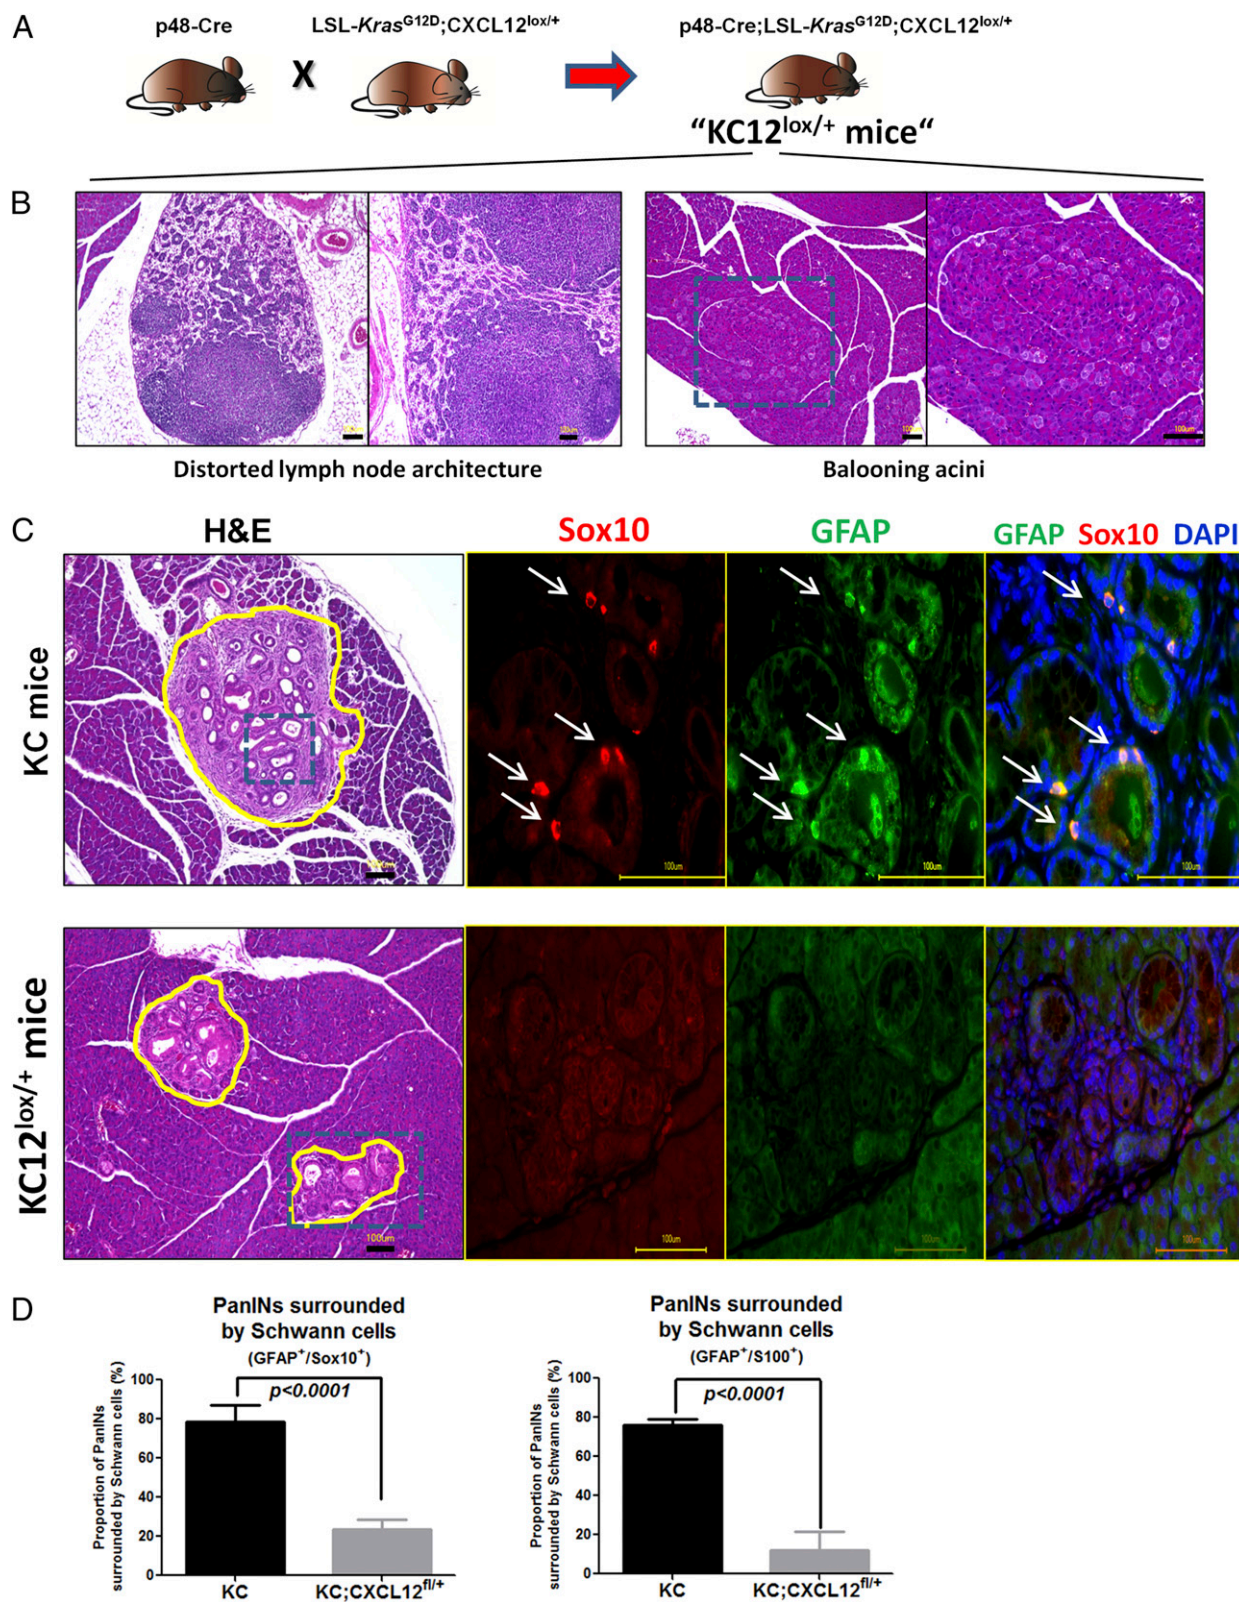 A
p48-Cre
LSL-KrasG12D;CXCL12lox/+
p48-Cre;LSL-KrasG12D;CXCL12lox/+
X
“KC12lox/+ mice“
B
100um
Distorted lymph node architecture
Balooning acini
C
H&E
Sox10
GFAP
GFAP Sox10 DAPI
KC mice
100um
100um
100um
KC12lox/+ mice
100um
100um
100um
100um
D
PanINs surrounded
by Schwann cells
(GFAP+/Sox10+)
p<0.0001
Proportion of PanINs
surrounded by Schwann cells (%)
100
80
60
40
20
0
KC
KC;CXCL12fl/+
PanINs surrounded
by Schwann cells
(GFAP+/S100+)
p<0.0001
Proportion of PanINs
surrounded by Schwann cells (%)
100
80
60
40
20
0
KC
KC;CXCL12fl/+